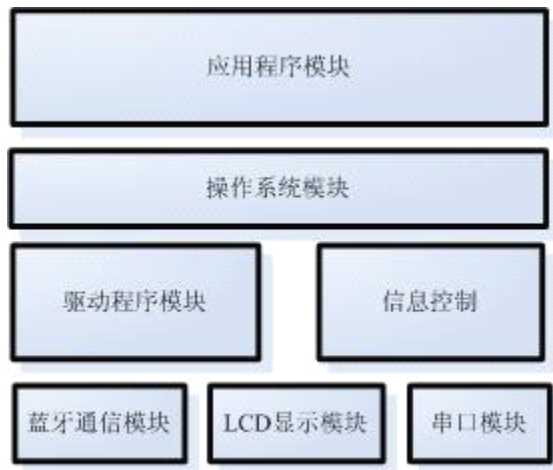 应用程序模块
操作系统模块
驱动程序模块
信息控制
蓝牙通信模块
LCD显示模块
串口模块